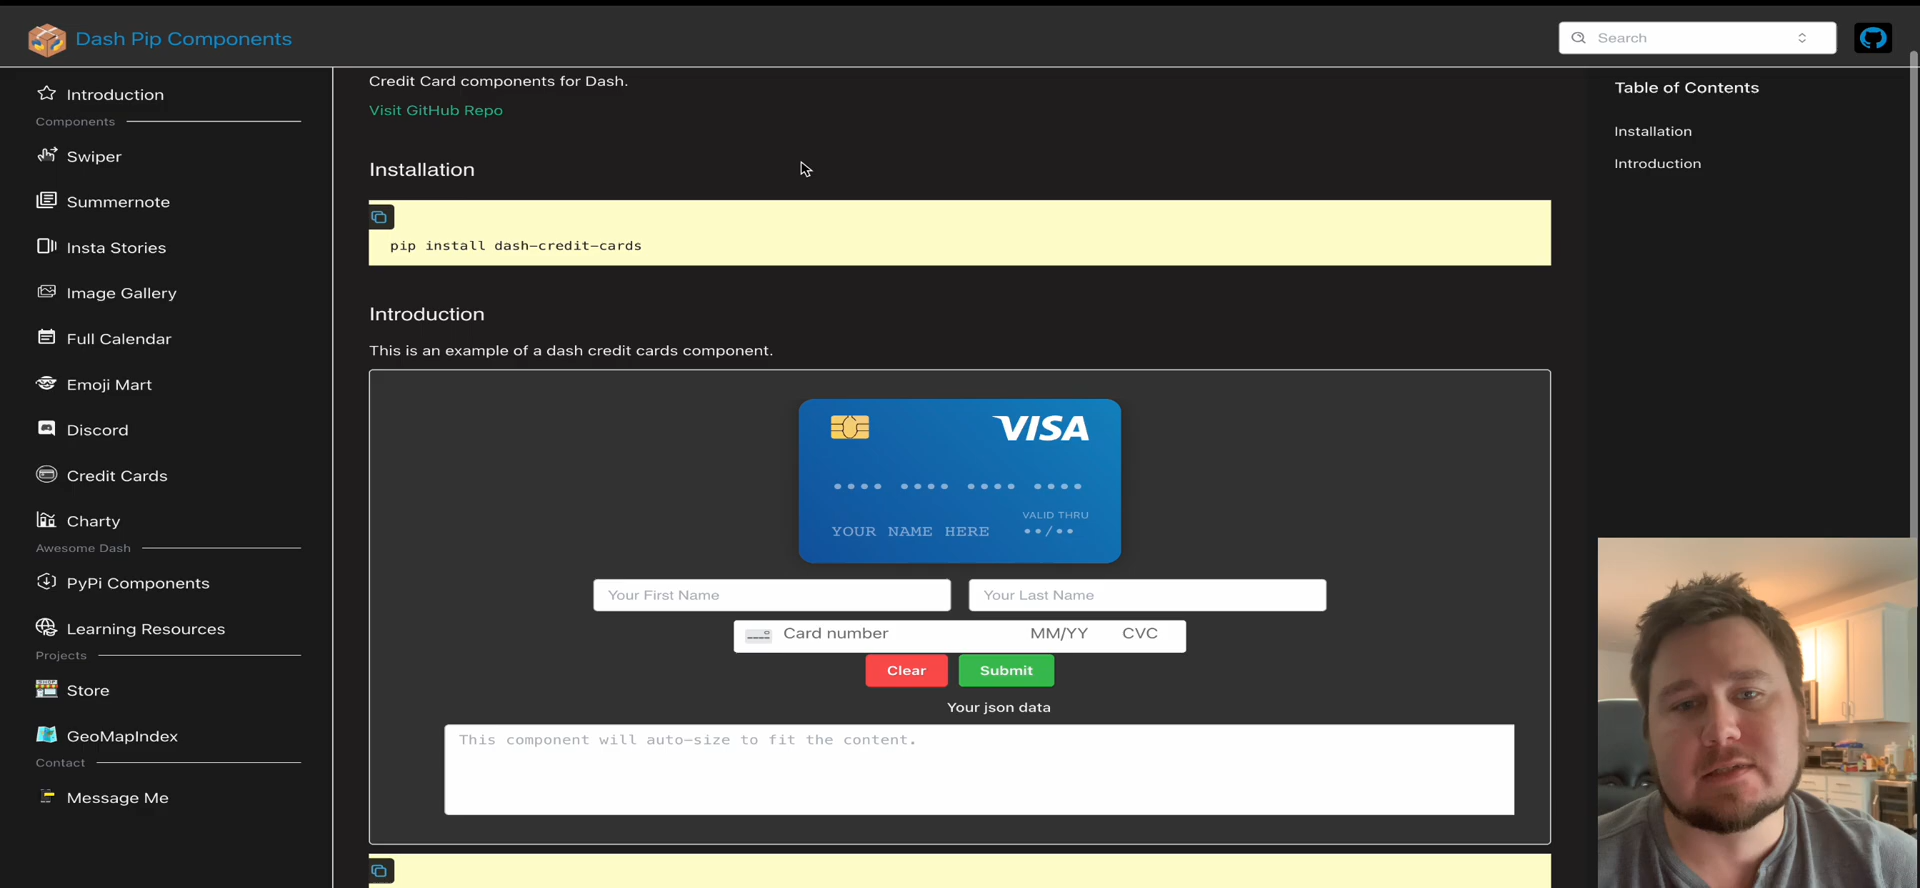 Dash Pip Components
Search
Introduction
Components
Swiper
Summernote
Insta Stories
Image Gallery
Full Calendar
Emoji Mart
Discord
Credit Cards
Charty
Awesome Dash
PyPi Components
Learning Resources
Projects
Store
GeoMapIndex
Contact
Message Me
Credit Card components for Dash.
Visit GitHub Repo
Installation
pip install dash-credit-cards
Introduction
This is an example of a dash credit cards component.
VISA
•••• •••• •••• ••••
VALID THRU
YOUR NAME HERE ••/••
Your First Name Your Last Name
Card number MM/YY CVC
Clear Submit
Your json data
This component will auto-size to fit the content.
Table of Contents
Installation
Introduction